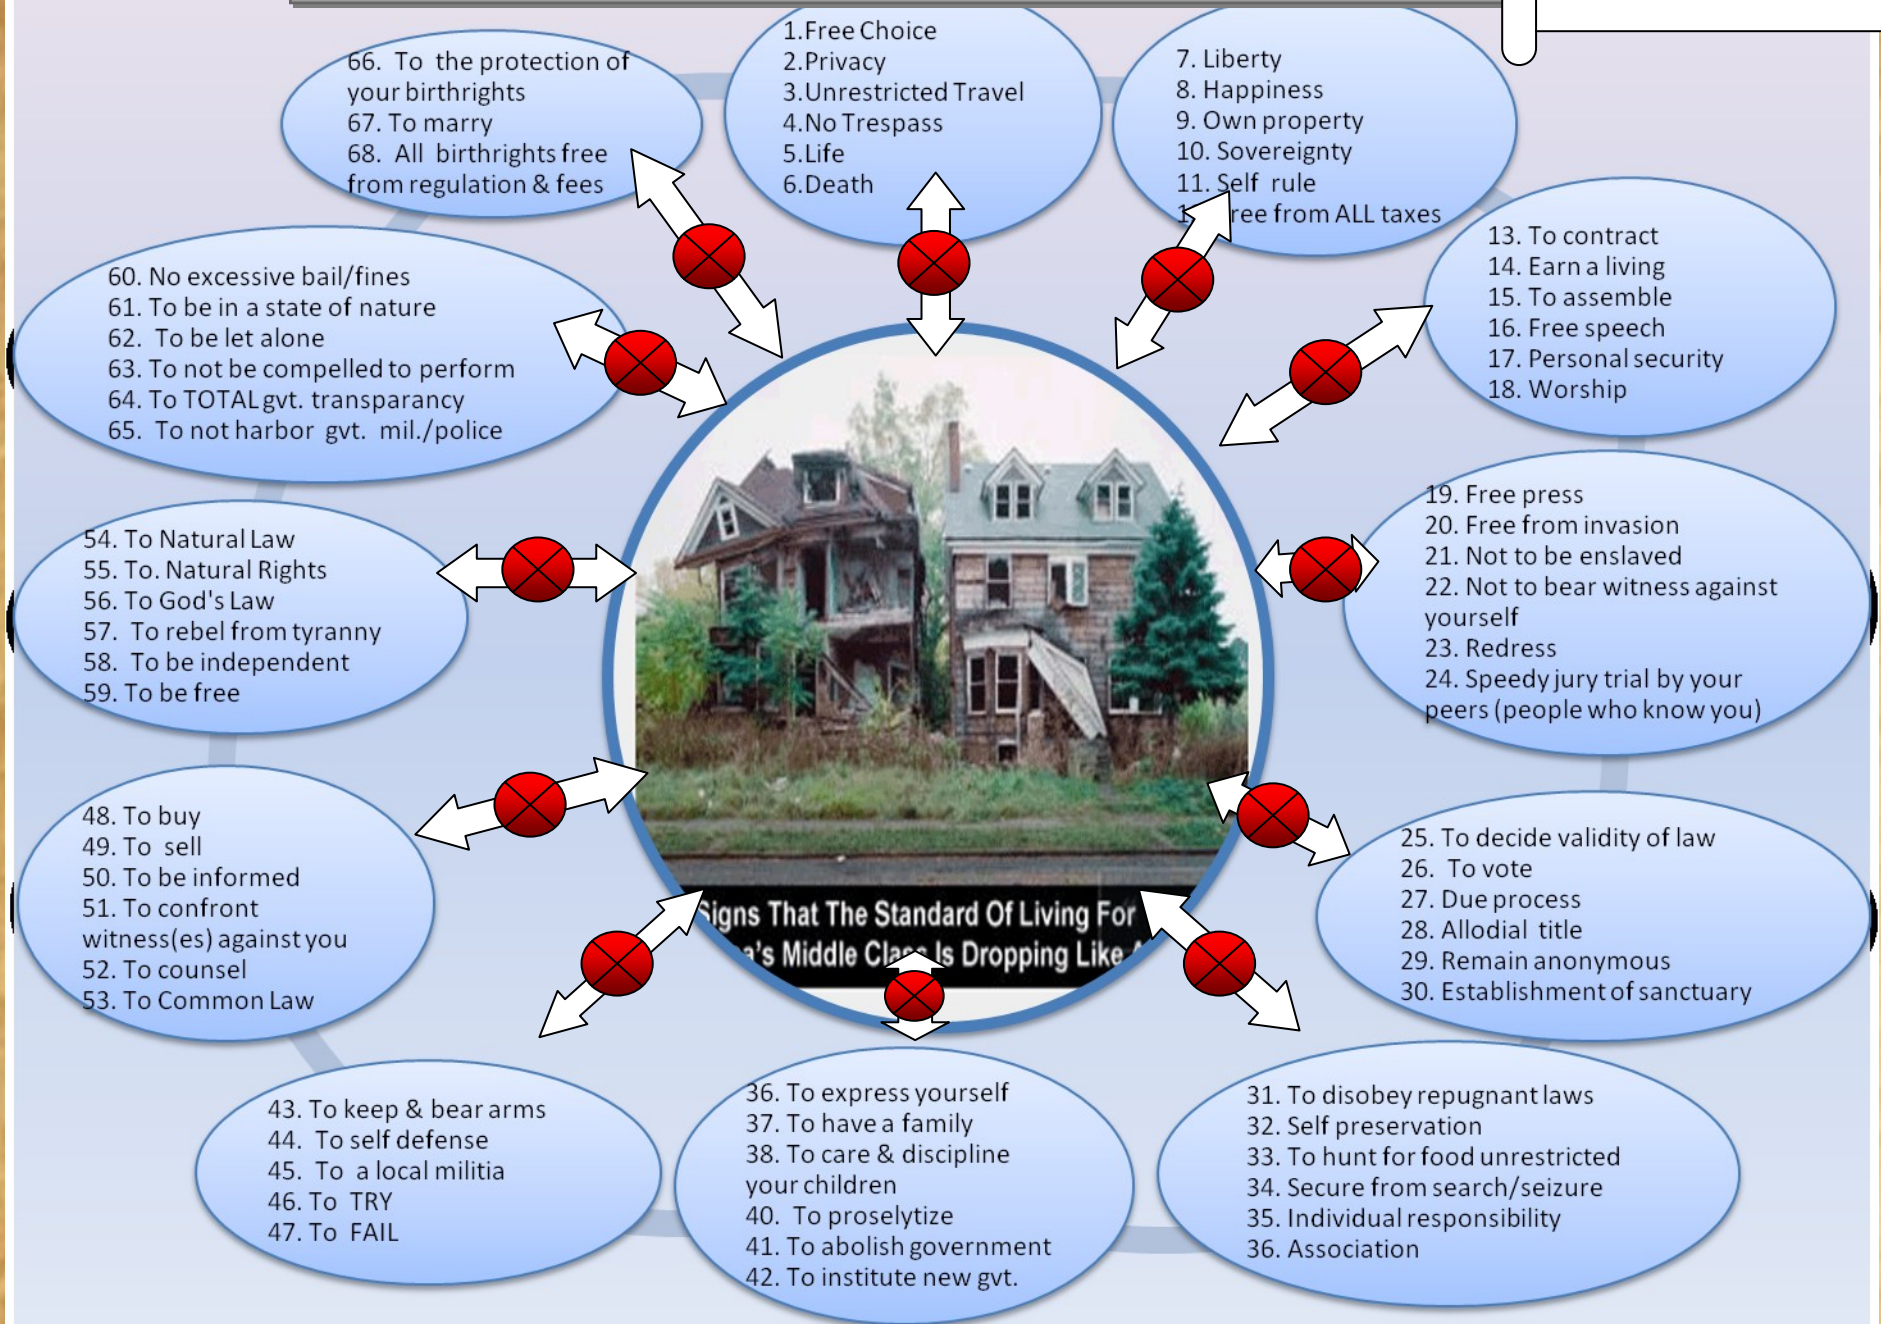 1.Free Choice
2.Privacy
3.Unrestricted Travel
4.No Trespass
5.Life
6.Death
7. Liberty
8. Happiness
9. Own property
10. Sovereignty
11. Self rule
ree from ALL taxes
13. To contract
14. Earn a living
15. To assemble
16. Free speech
17. Personal security
18. Worship
19. Free press
20. Free from invasion
21. Not to be enslaved
22. Not to bear witness against
yourself
23. Redress
24. Speedy jury trial by your
peers (people who know you)
25. To decide validity of law
26. To vote
27. Due process
28. Allodial title
29. Remain anonymous
30. Establishment of sanctuary
31. To disobey repugnant laws
32. Self preservation
33. To hunt for food unrestricted
34. Secure from search/seizure
35. Individual responsibility
36. Association
36. To express yourself
37. To have a family
38. To care & discipline
your children
40. To proselytize
41. To abolish government
42. To institute new gvt.
43. To keep & bear arms
44. To self defense
45. To a local militia
46. To TRY
47. To FAIL
48. To buy
49. To sell
50. To be informed
51. To confront
witness(es) against you
52. To counsel
53. To Common Law
54. To Natural Law
55. To. Natural Rights
56. To God's Law
57. To rebel from tyranny
58. To be independent
59. To be free
60. No excessive bail/fines
61. To be in a state of nature
62. To be let alone
63. To not be compelled to perform
64. To TOTAL gvt. transparancy
65. To not harbor gvt. mil./police
66. To the protection of
your birthrights
67. To marry
68. All birthrights free
from regulation & fees
Signs That The Standard Of Living For
a's Middle Class Is Dropping Like